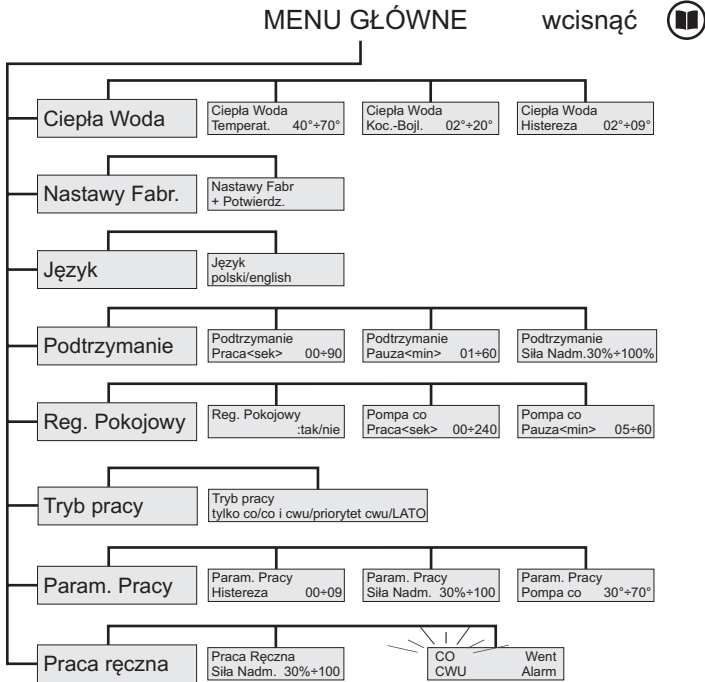 MENU GŁÓWNE wcisnąć
Ciepła Woda
Ciepła Woda
Temperat. 40°÷70°
Ciepła Woda
Koc.-Bojl. 02°÷20°
Ciepła Woda
Histereza 02°÷09°
Nastawy Fabr.
Nastawy Fabr
+ Potwierdz.
Język
Język
polski/english
Podtrzymanie
Podtrzymanie
Praca<sek> 00÷90
Podtrzymanie
Pauza<min> 01÷60
Podtrzymanie
Siła Nadm.30%÷100%
Reg. Pokojowy
Reg. Pokojowy
:tak/nie
Pompa co
Praca<sek> 00÷240
Pompa co
Pauza<min> 05÷60
Tryb pracy
Tryb pracy
tylko co/co i cwu/priorytet cwu/LATO
Param. Pracy
Param. Pracy
Histereza 00÷09
Param. Pracy
Siła Nadm. 30%÷100
Param. Pracy
Pompa co 30°÷70°
Praca ręczna
Praca Ręczna
Siła Nadm. 30%÷100
CO Went
CWU Alarm